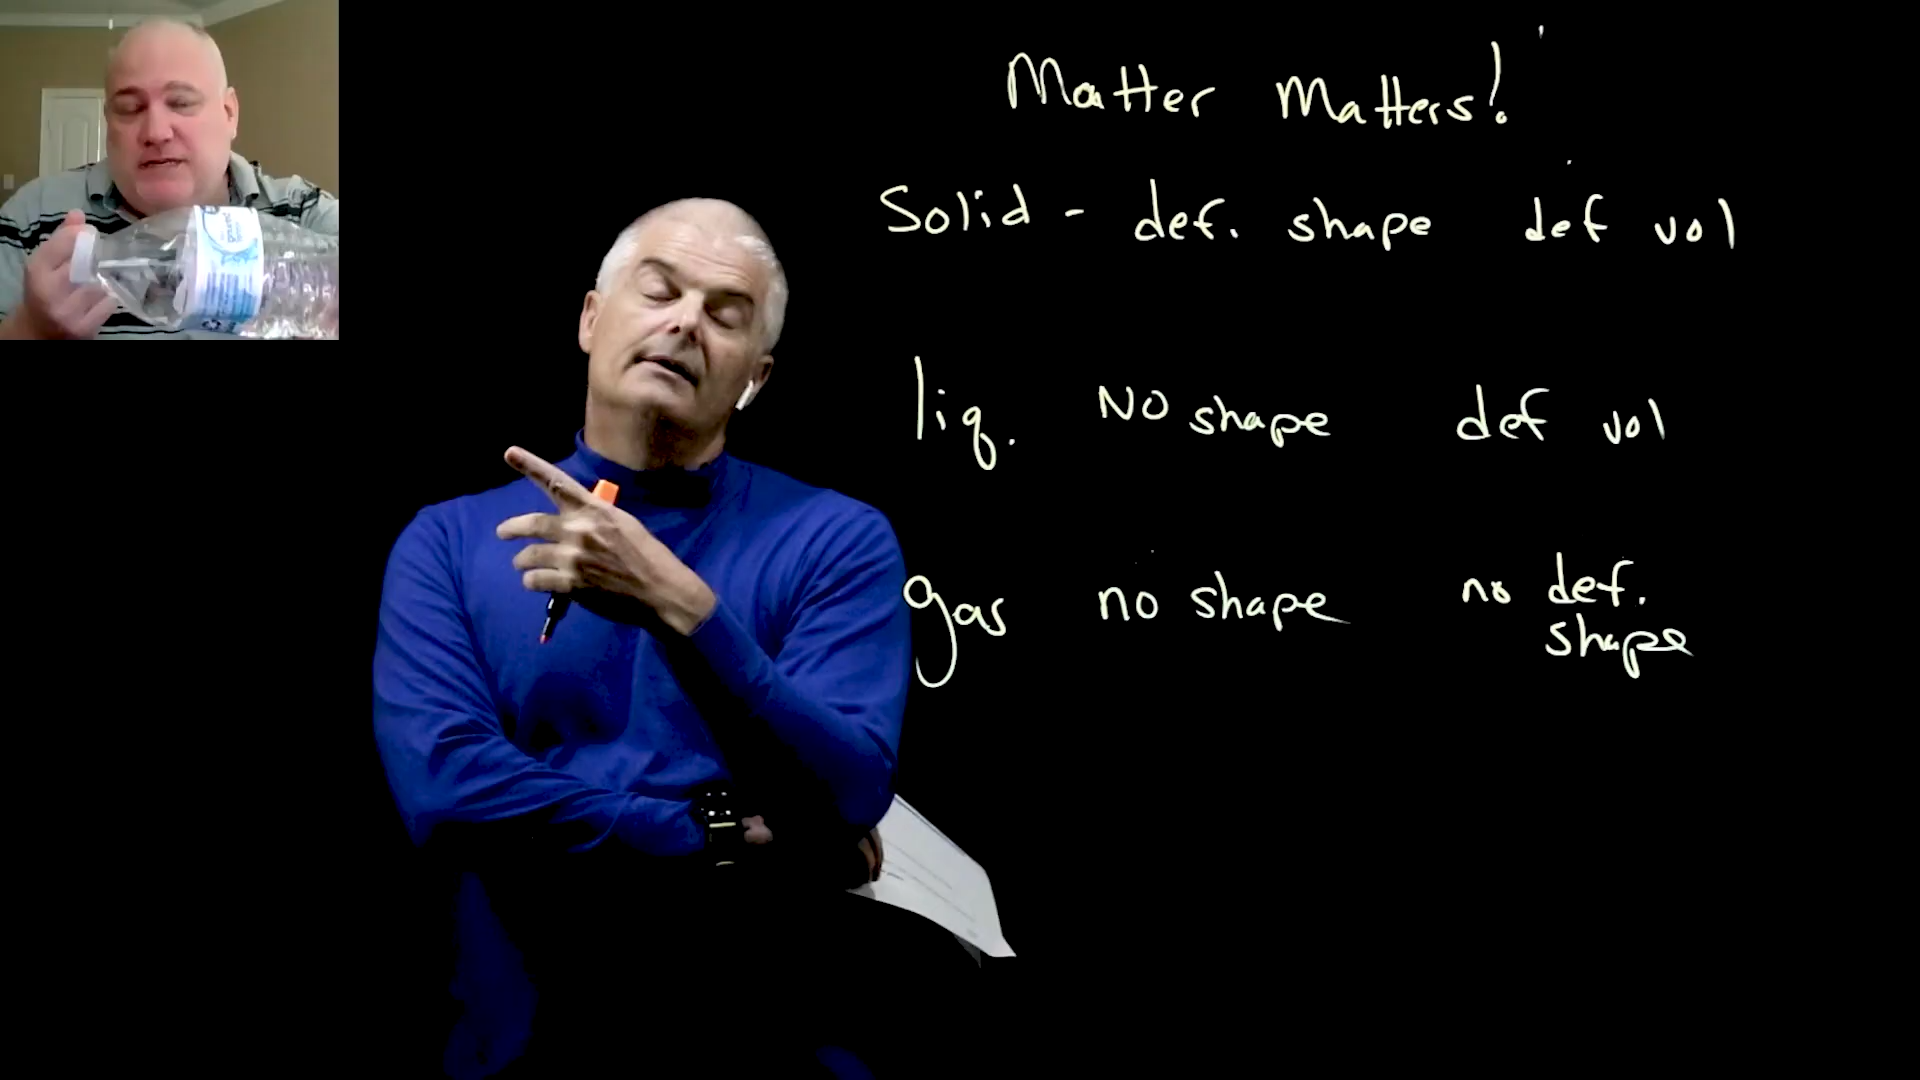 Matter Matters!
Solid - def. shape def vol
liq. NO shape def vol
gas no shape no def.
shape